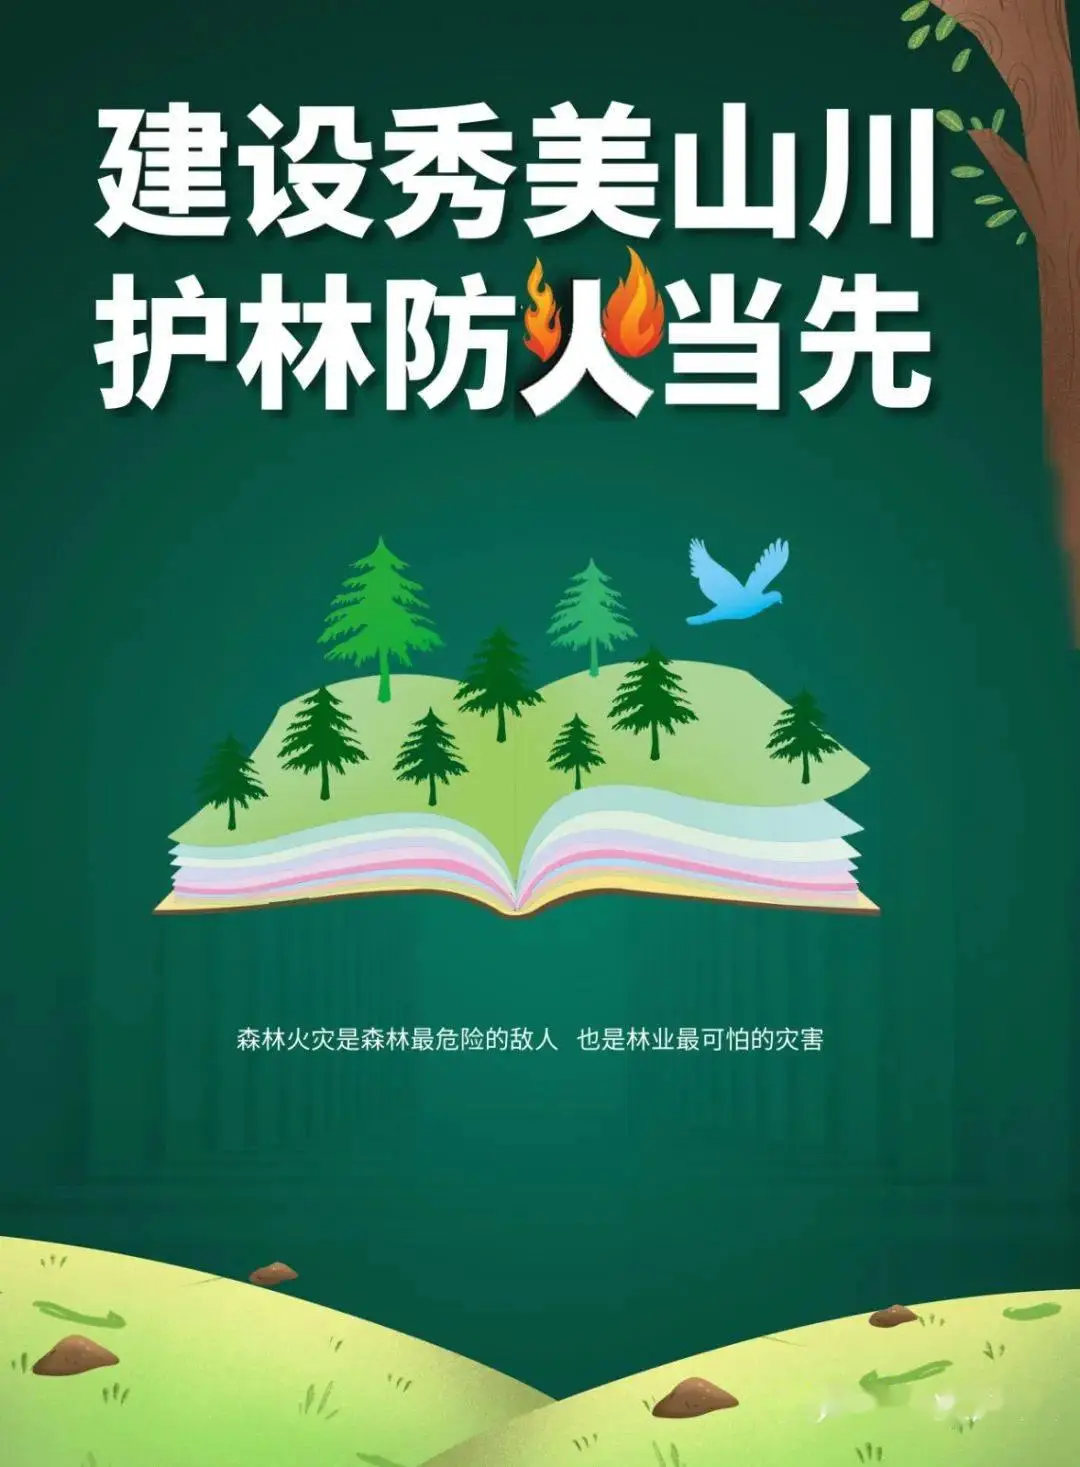 建设秀美山川
护林防火当先
森林火灾是森林最危险的敌人 也是林业最可怕的灾害